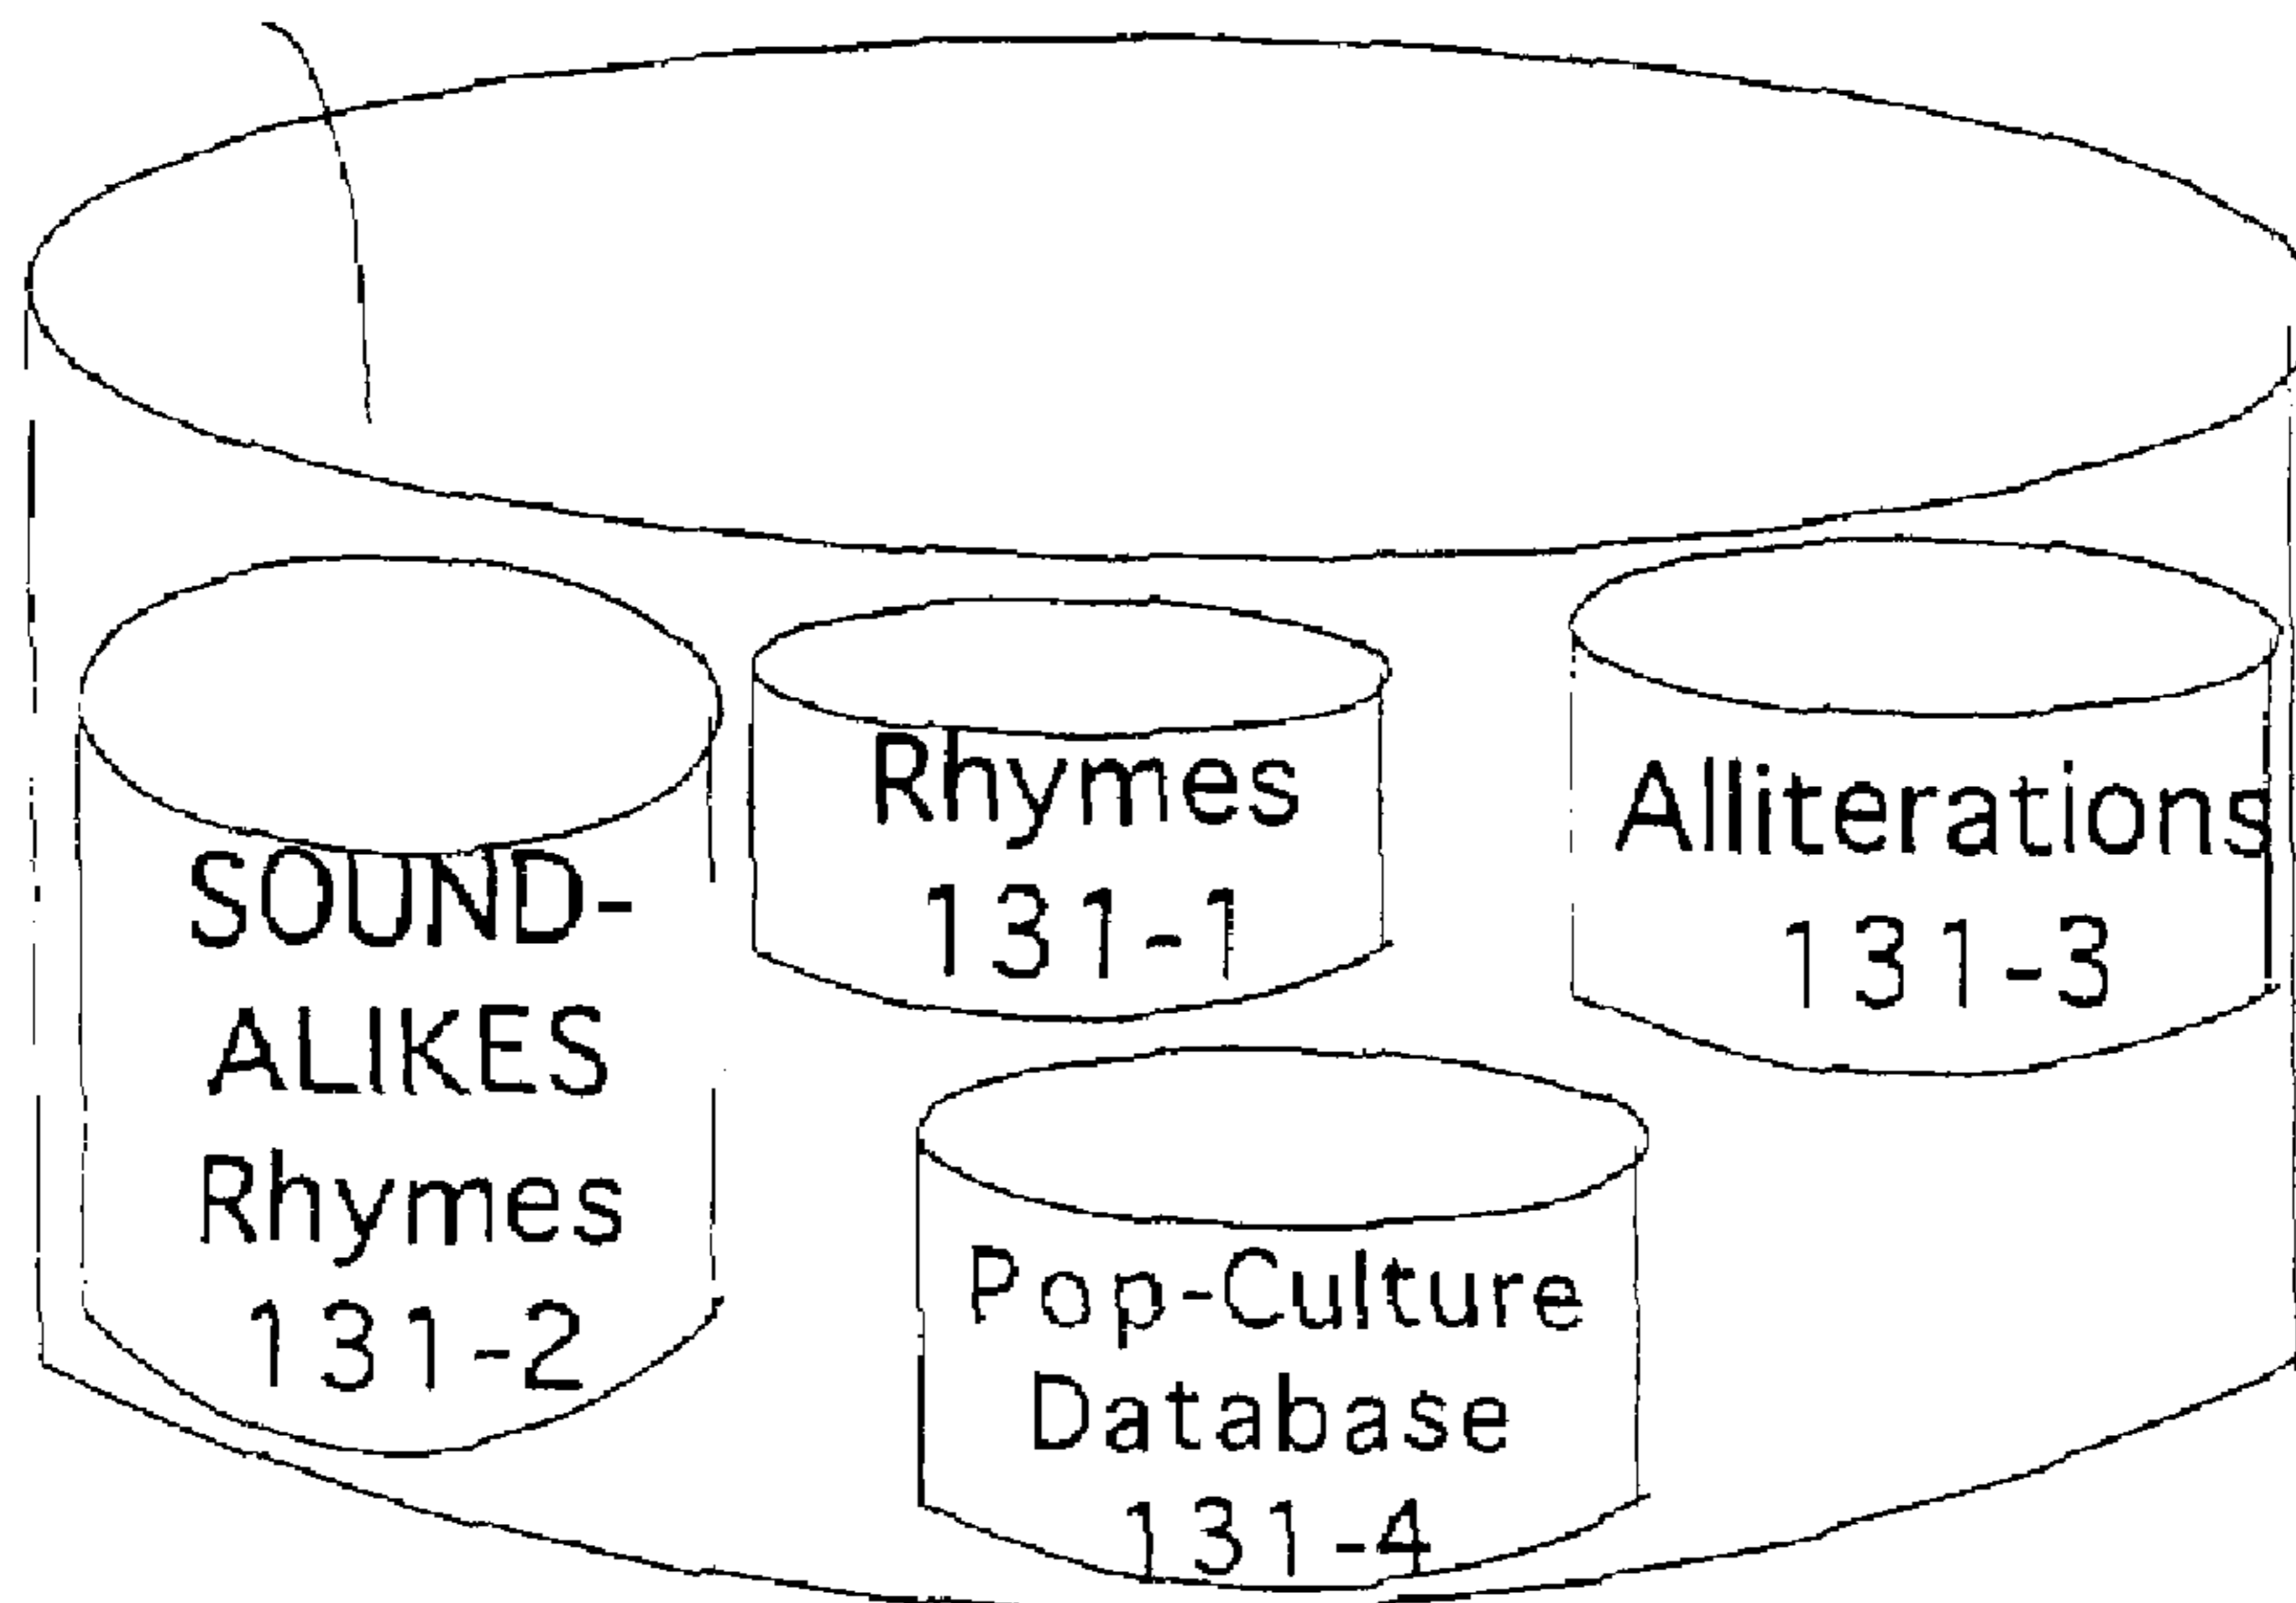 SOUND-
ALIKES
Rhymes
131-2
Rhymes
131-1
Alliterations
131-3
Pop-Culture
Database
131-4